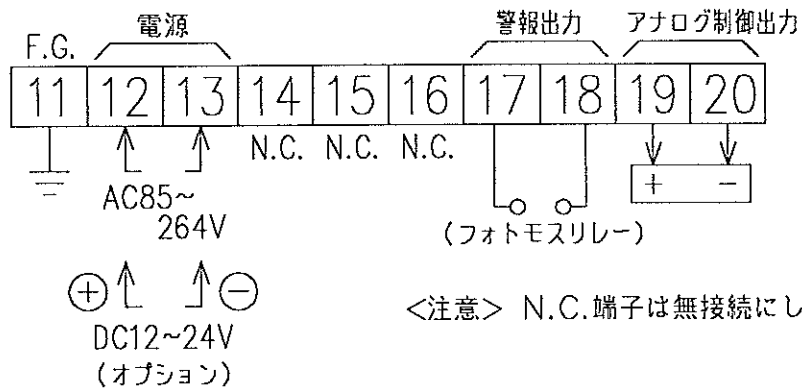 電源 警報出力 アナログ制御出力
F.G.
11 12 13 14 15 16 17 18 19 20
N.C. N.C. N.C. + -
AC85~
264V
(フォトモスリレー)
+ -
<注意> N.C.端子は無接続にし
DC12~24V
(オプション)